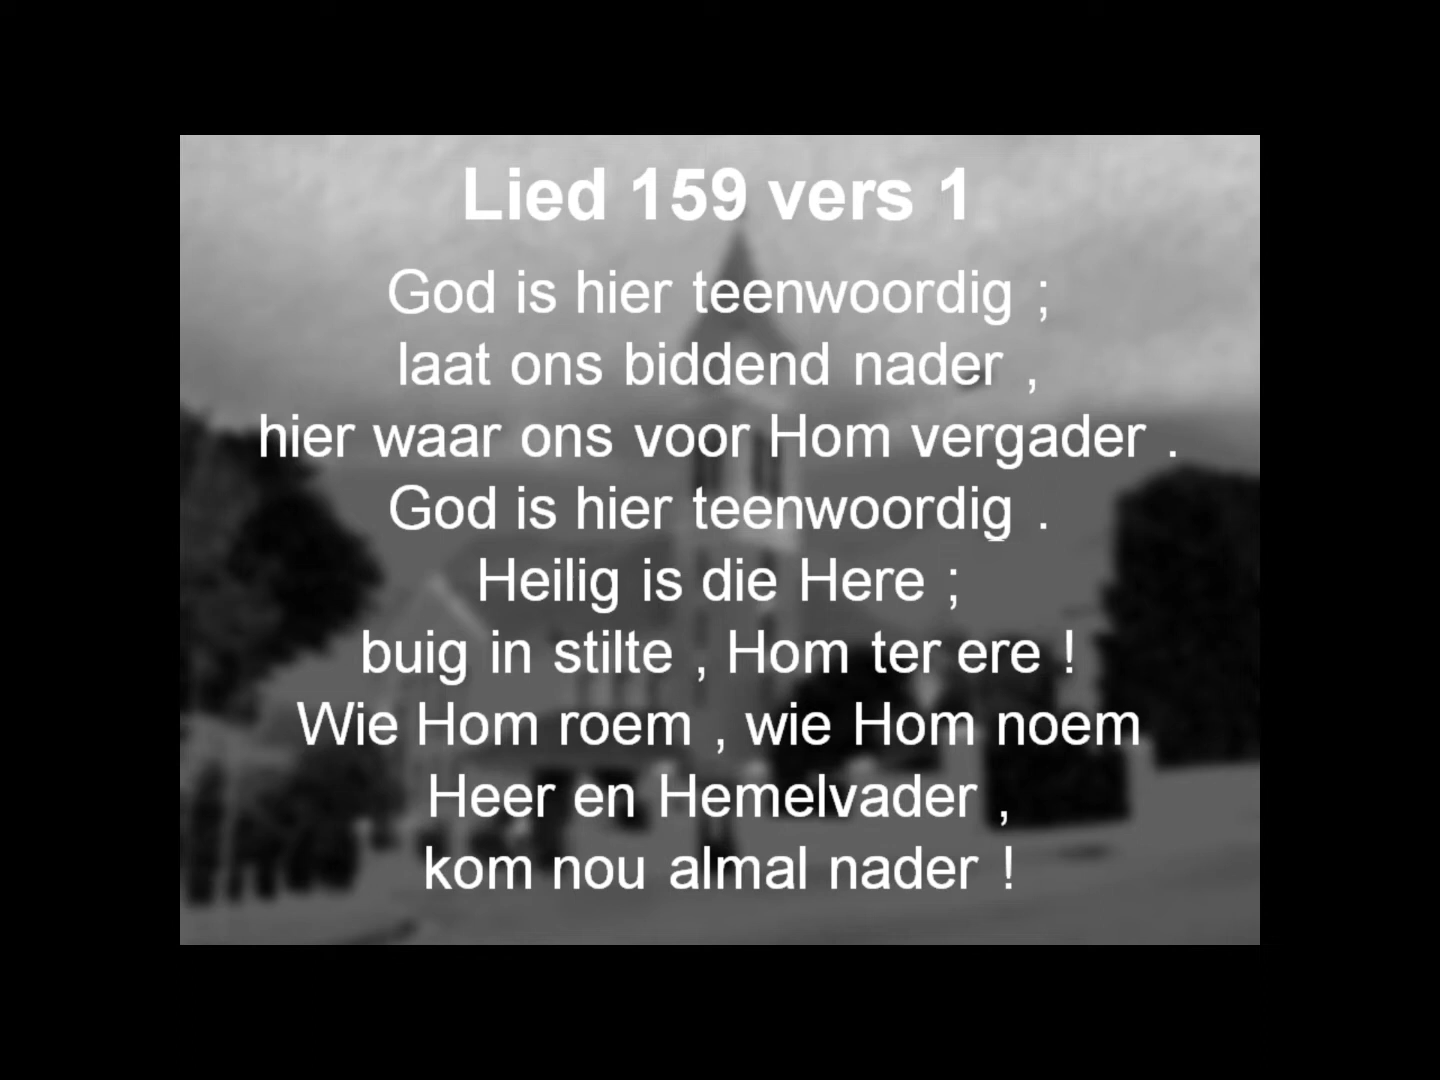 Lied 159 vers 1
God is hier teenwoordig ;
laat ons biddend nader ,
hier waar ons voor Hom vergader .
God is hier teenwoordig .
Heilig is die Here ;
buig in stilte , Hom ter ere !
Wie Hom roem , wie Hom noem
Heer en Hemelvader ,
kom nou almal nader !